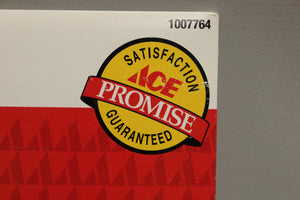 1007764
SATISFACTION
ACE
PROMISE
GUARANTEED